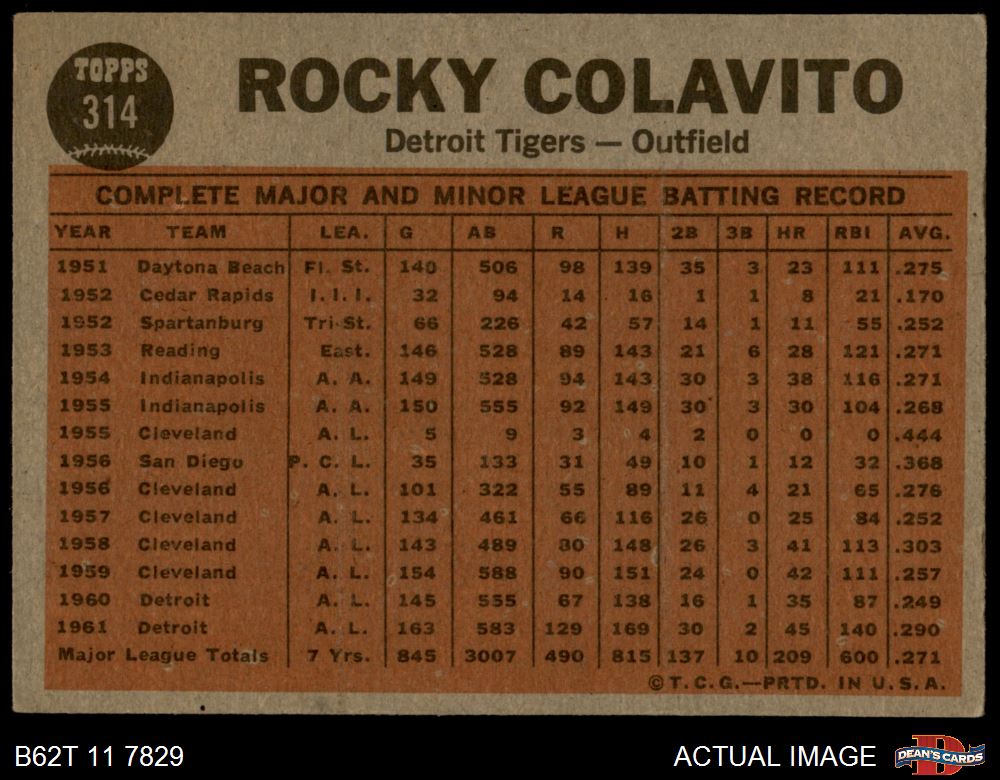 TOPPS
314
ROCKY COLAVITO
Detroit Tigers — Outfield
COMPLETE MAJOR AND MINOR LEAGUE BATTING RECORD
YEAR TEAM LEA. G AB R H 2B 3B HR RBI AVG.
1951 Daytona Beach Fl. St. 140 506 98 139 35 3 23 111 .275
1952 Cedar Rapids I. I. I. 32 94 14 16 1 1 8 21 .170
1952 Spartanburg Tri-St. 66 226 42 57 14 1 11 55 .252
1953 Reading East. 146 528 89 143 21 6 28 121 .271
1954 Indianapolis A. A. 149 528 94 143 30 3 38 116 .271
1955 Indianapolis A. A. 150 555 92 149 30 3 30 104 .268
1955 Cleveland A. L. 5 9 3 4 2 0 0 0 .444
1956 San Diego P. C. L. 35 133 31 49 10 1 12 32 .368
1956 Cleveland A. L. 101 322 55 89 11 4 21 65 .276
1957 Cleveland A. L. 134 461 66 116 26 0 25 84 .252
1958 Cleveland A. L. 143 489 80 148 26 3 41 113 .303
1959 Cleveland A. L. 154 588 90 151 24 0 42 111 .257
1960 Detroit A. L. 145 555 67 138 16 1 35 87 .249
1961 Detroit A. L. 163 583 129 169 30 2 45 140 .290
Major League Totals 7 Yrs. 845 3007 490 815 137 10 209 600 .271
© T. C. G.—PRTD. IN U. S. A.
B62T 11 7829
ACTUAL IMAGE
D
DEAN'S CARDS